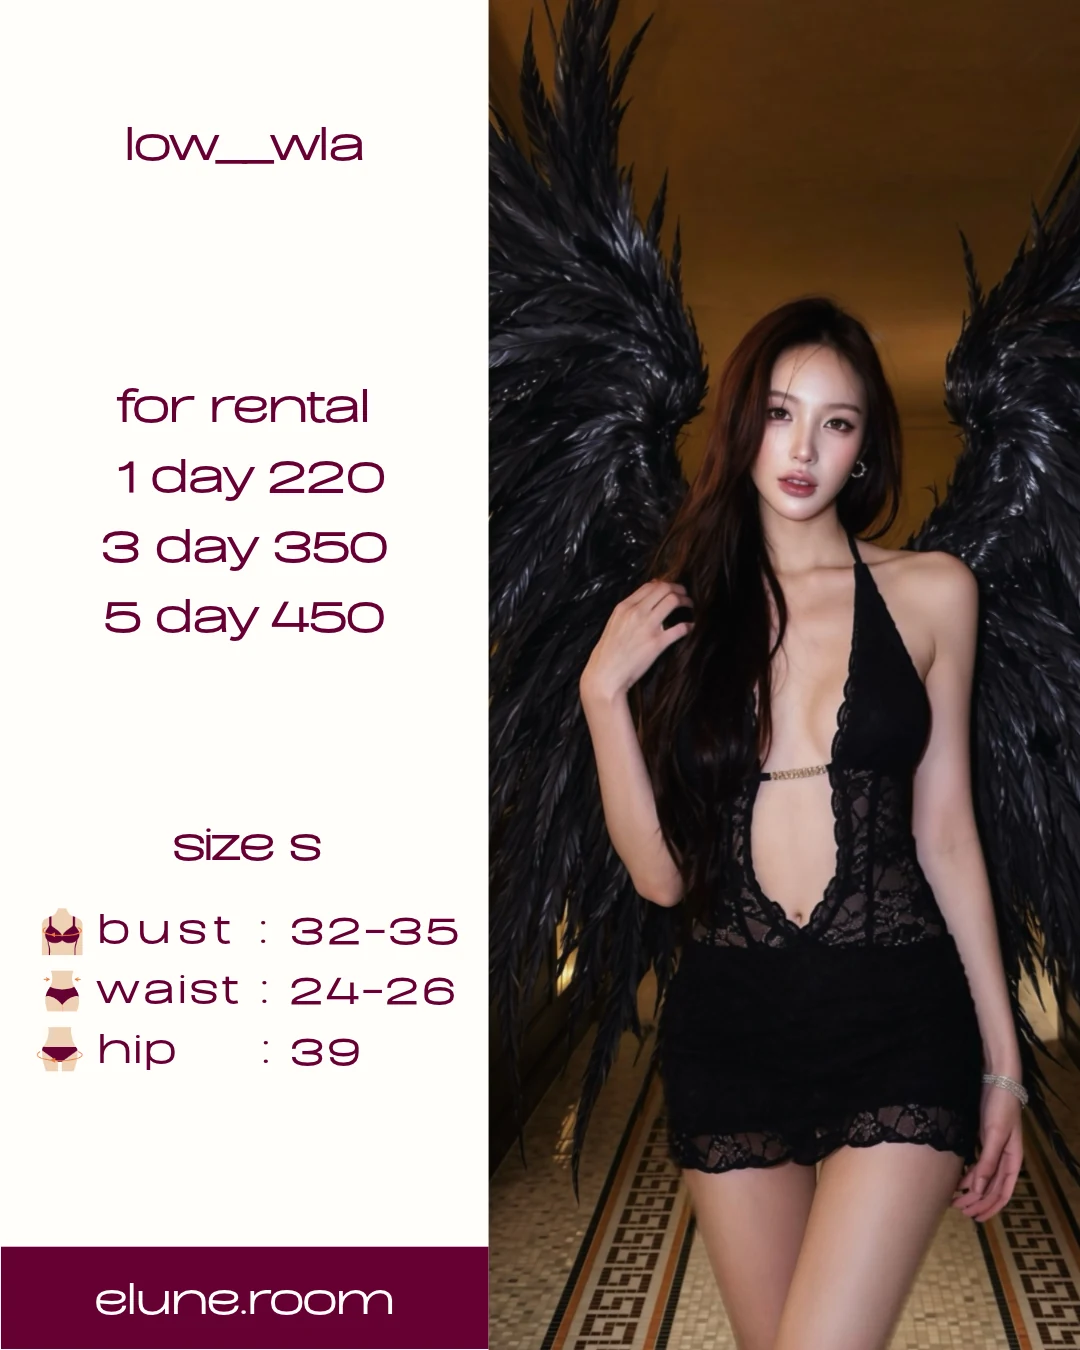 low__wla
for rental
1 day 220
3 day 350
5 day 450
size s
bust : 32-35
waist : 24-26
hip : 39
elune.room